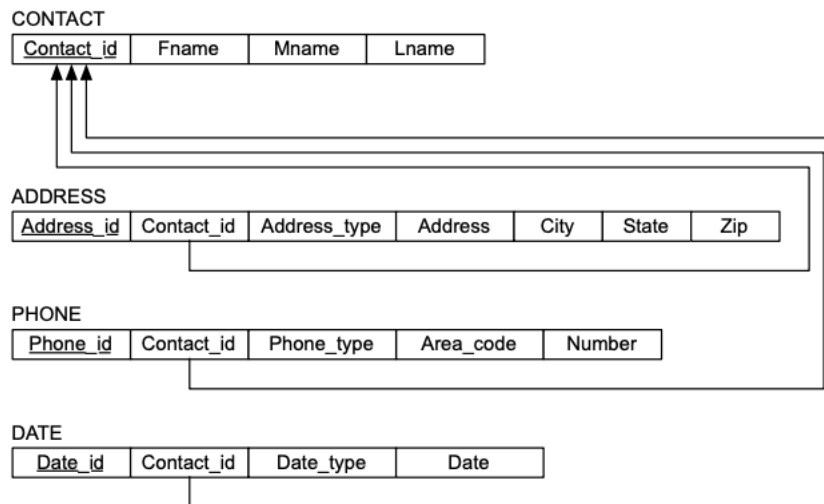 CONTACT
Contact_id Fname Mname Lname
ADDRESS
Address_id Contact_id Address_type Address City State Zip
PHONE
Phone_id Contact_id Phone_type Area_code Number
DATE
Date_id Contact_id Date_type Date